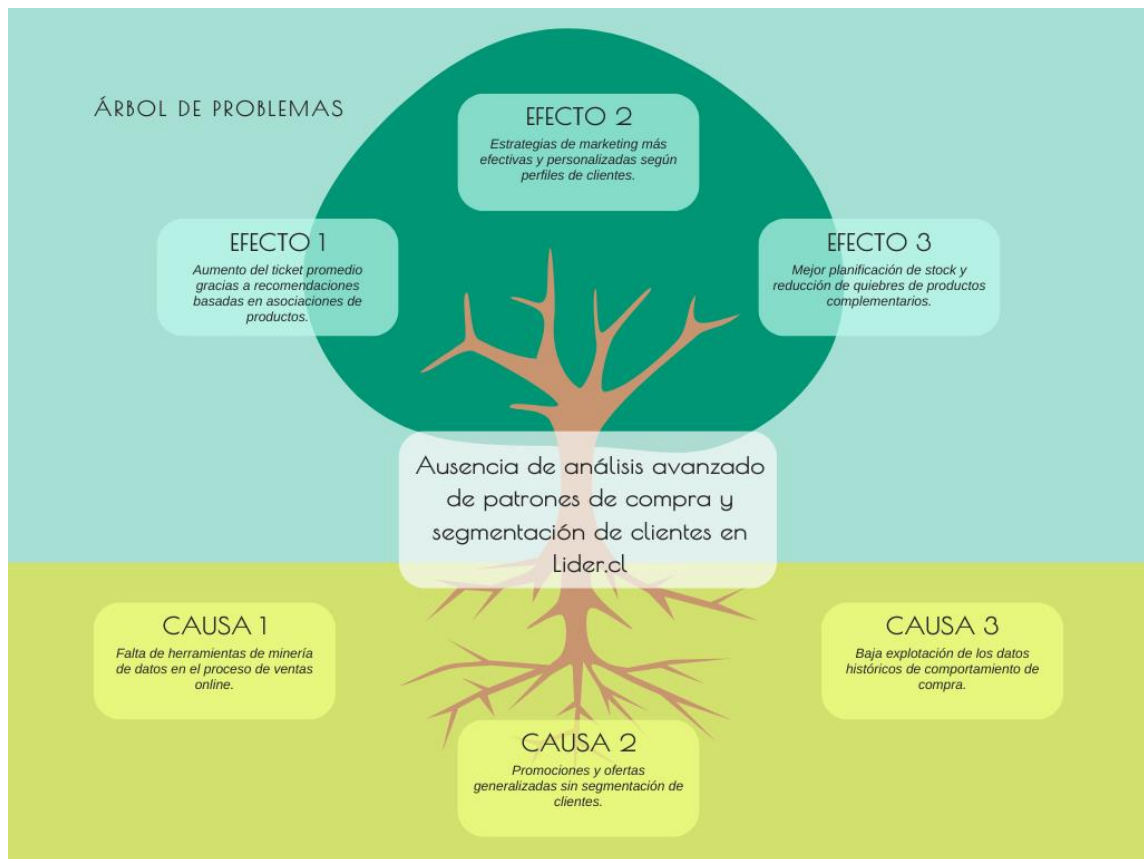 ÁRBOL DE PROBLEMAS
EFECTO 2
Estrategias de marketing más
efectivas y personalizadas según
perfiles de clientes.
EFECTO 1
Aumento del ticket promedio
gracias a recomendaciones
basadas en asociaciones de
productos.
EFECTO 3
Mejor planificación de stock y
reducción de quiebres de productos
complementarios.
Ausencia de análisis avanzado
de patrones de compra y
segmentación de clientes en
Lider.cl
CAUSA 1
Falta de herramientas de minería
de datos en el proceso de ventas
online.
CAUSA 3
Baja explotación de los datos
históricos de comportamiento de
compra.
CAUSA 2
Promociones y ofertas
generalizadas sin segmentación de
clientes.